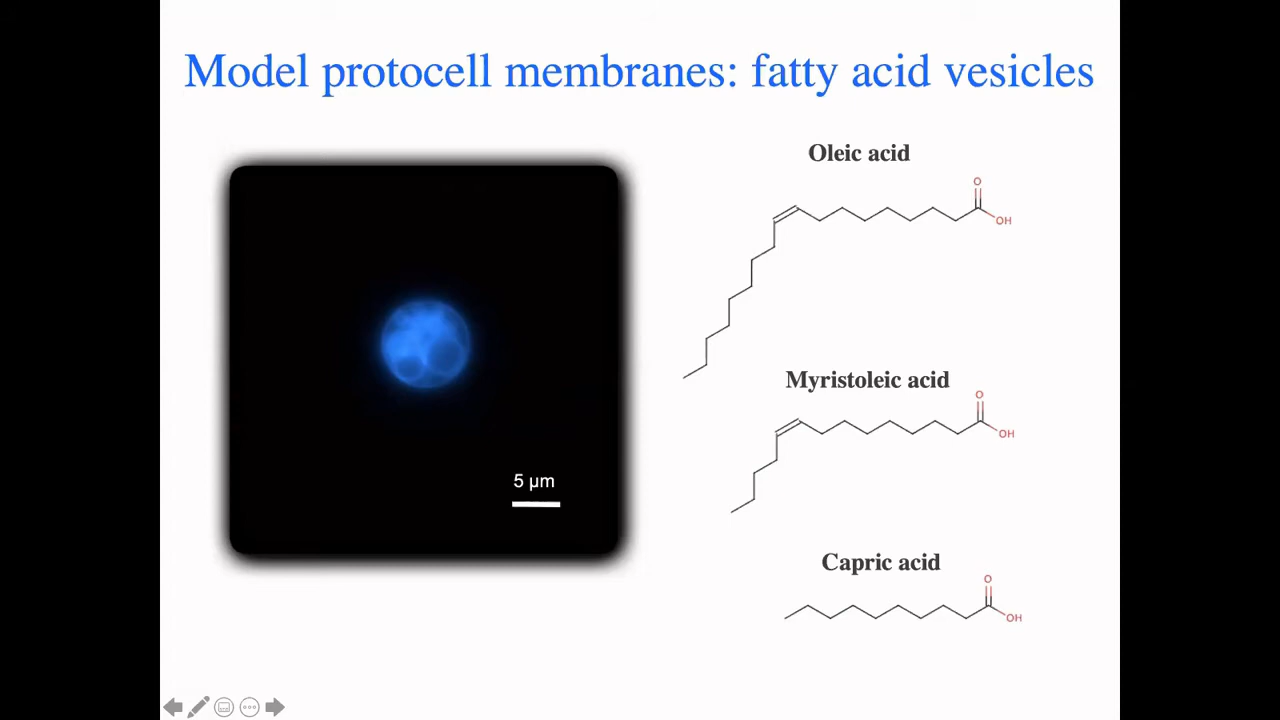 Model protocell membranes: fatty acid vesicles
Oleic acid
O
OH
Myristoleic acid
O
OH
5 µm
Capric acid
O
OH